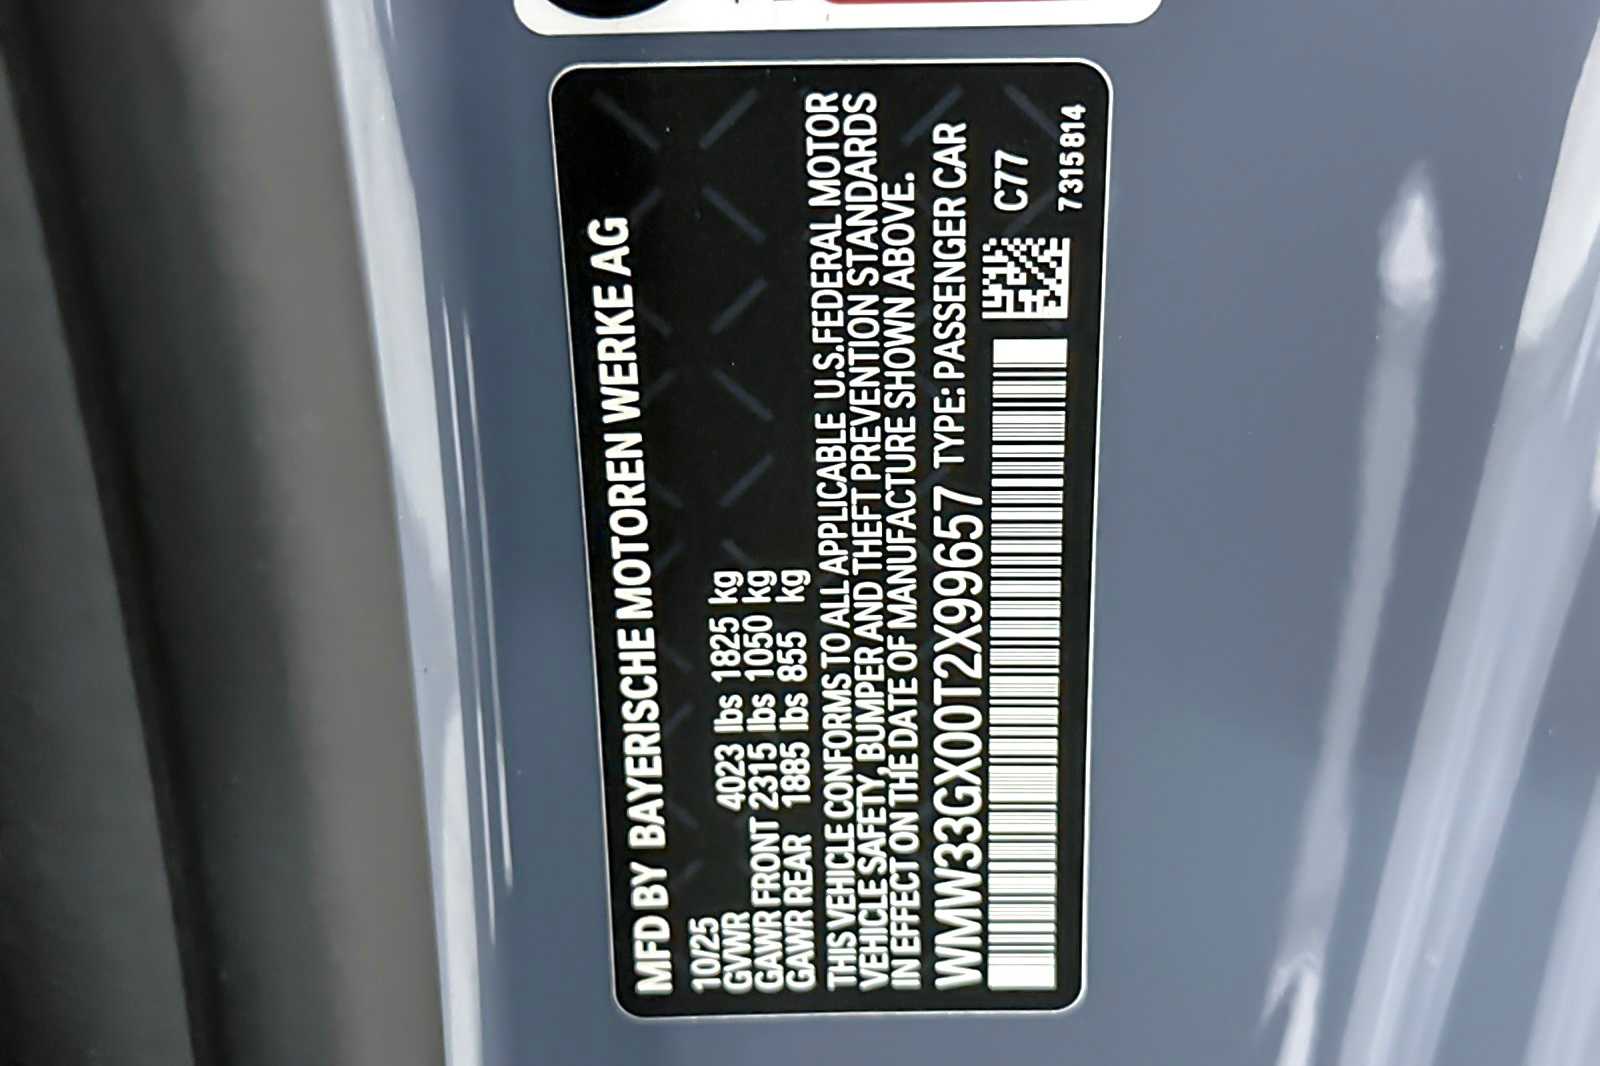 MFD BY BAYERISCHE MOTOREN WERKE AG
10/25
GVWR 4023 lbs 1825 kg
GAWR FRONT 2315 lbs 1050 kg
GAWR REAR 1885 lbs 855 kg
THIS VEHICLE CONFORMS TO ALL APPLICABLE U.S.FEDERAL MOTOR
VEHICLE SAFETY, BUMPER AND THEFT PREVENTION STANDARDS
IN EFFECT ON THE DATE OF MANUFACTURE SHOWN ABOVE.
WMW33GX00T2X99657 TYPE: PASSENGER CAR
C77
7315814